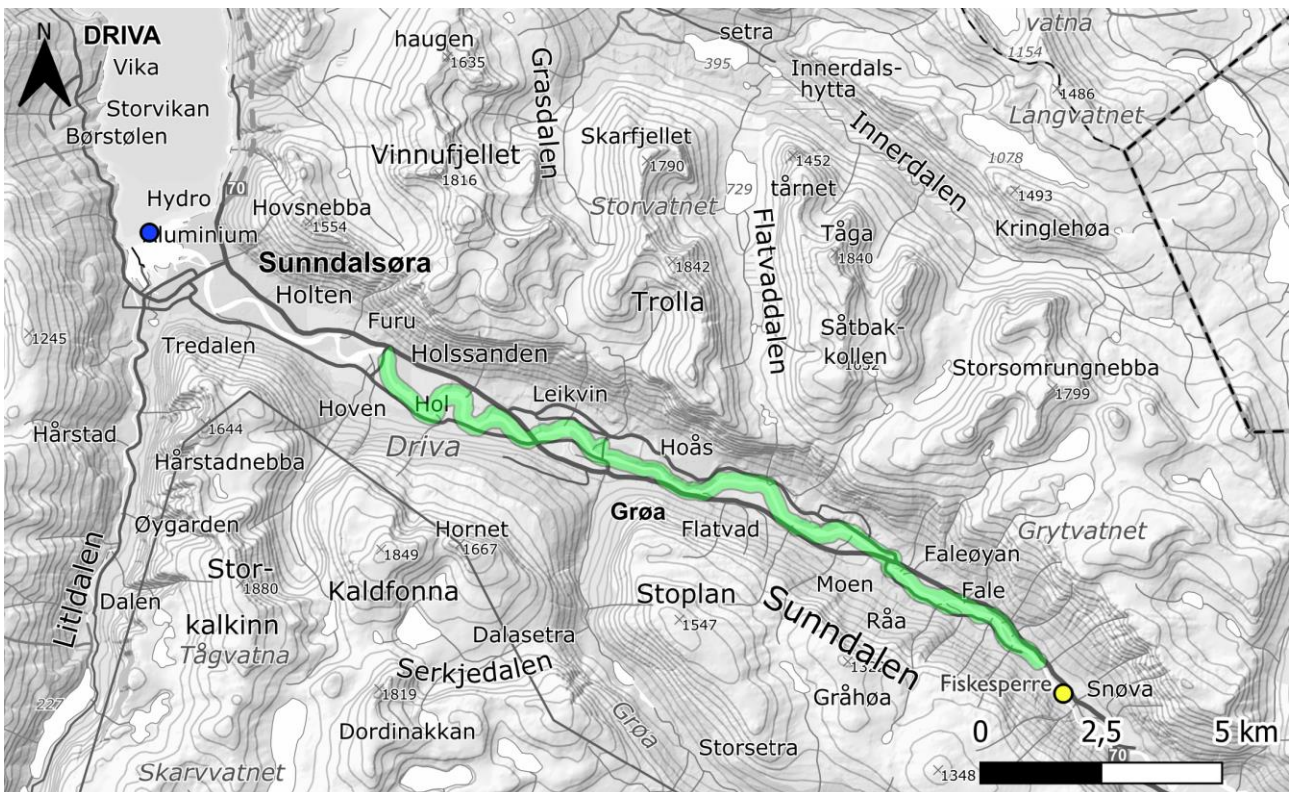 N
DRIVA
Vika
Storvikan
Børstølen
Hydro
Aluminium
70
Hovsnebba
1554
Sunndalsøra
Holten
haugen
1635
Grasdalen
Vinnufjellet
1816
setra
395
Skarfjellet
1790
Storvatnet
1842
Trolla
729
Flatvaddalen
1452
tårnet
Tåga
1840
Såtbak-
kollen
Innerdals-
hytta
Innerdalen
vatna
1154
1486
Langvatnet
1078
1493
Kringlehøa
Storsomrungnebba
1799
1245
Tredalen
Furu
Holssanden
Leikvin
Hoven
Hol
Driva
Hoås
Grøa
Flatvad
Hårstad
1644
Hårstadnebba
Øygarden
Stor-
1880
kalkinn
Tågvatna
Dalen
Litldalen
227
Hornet
1667
1849
Kaldfonna
Dalasetra
Serkjedalen
1819
Dordinakkan
Skarvvatnet
Stoplan
1547
Grøa
Storsetra
Moen
Sunndalen
Råa
Gråhøa
Faleøyan
Fale
Grytvatnet
Fiskesperre
Snøva
70
1348
0 2,5 5 km